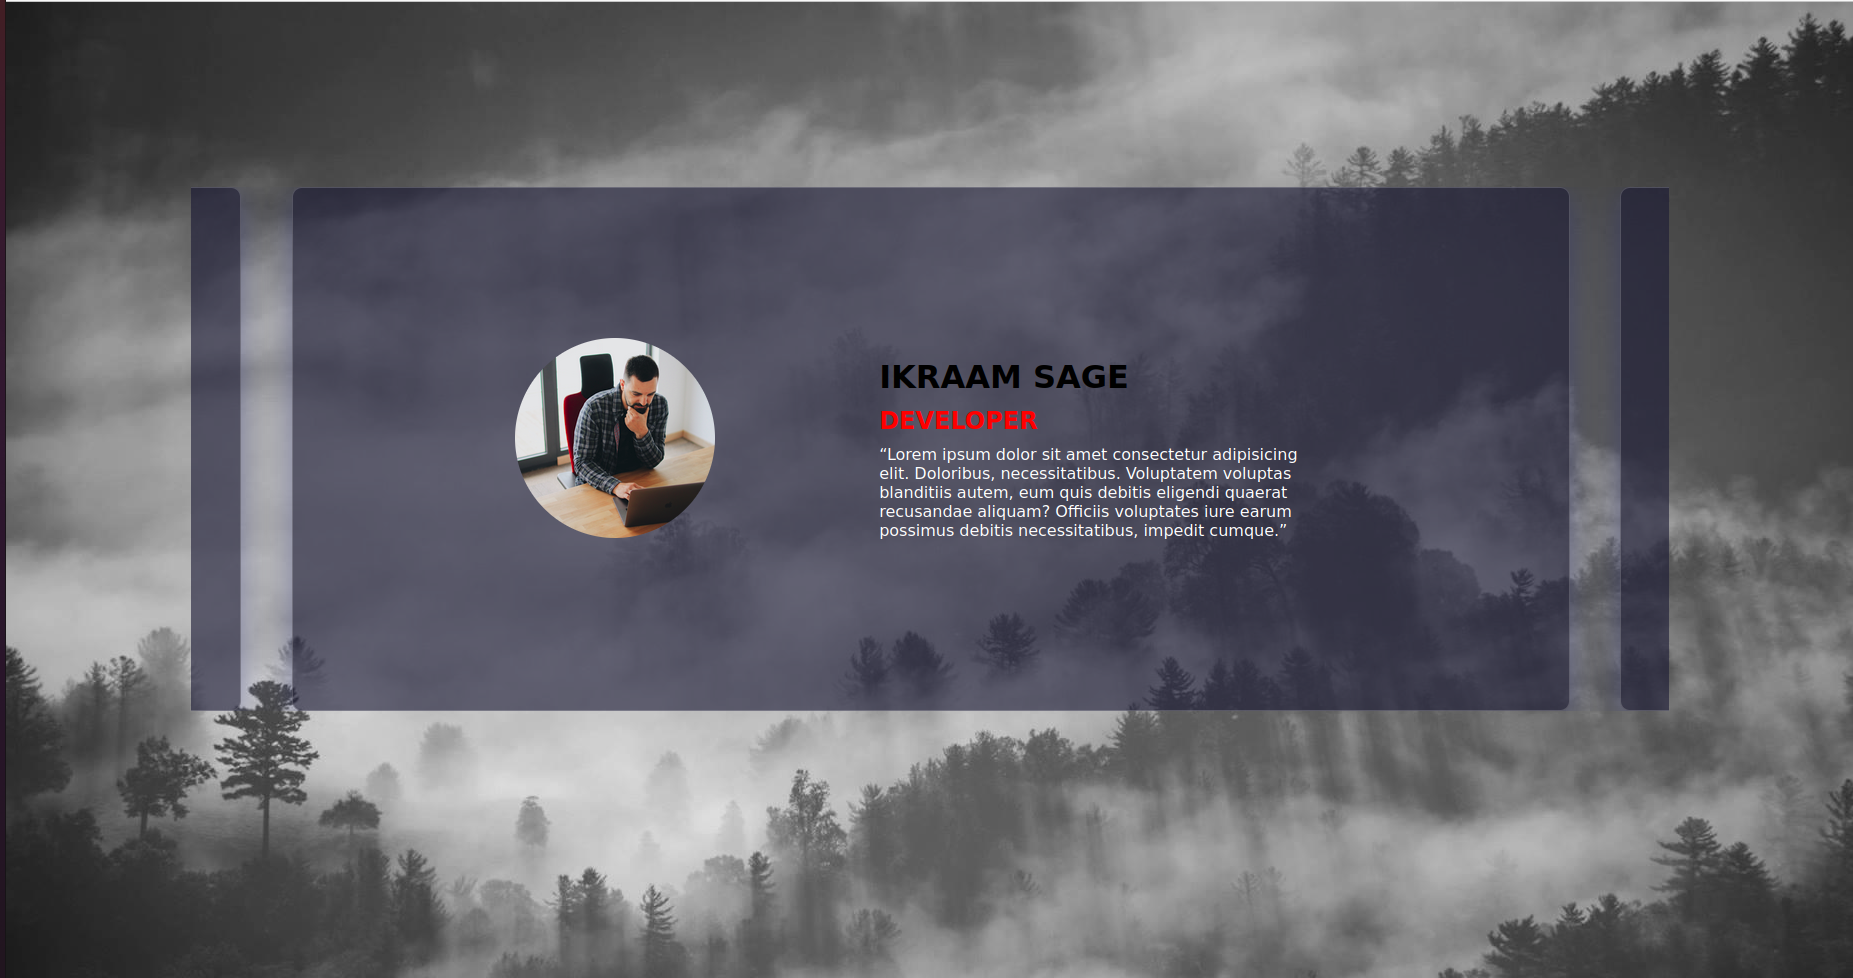 IKRAAM SAGE
DEVELOPER
“Lorem ipsum dolor sit amet consectetur adipisicing
elit. Doloribus, necessitatibus. Voluptatem voluptas
blanditiis autem, eum quis debitis eligendi quaerat
recusandae aliquam? Officiis voluptates iure earum
possimus debitis necessitatibus, impedit cumque.”